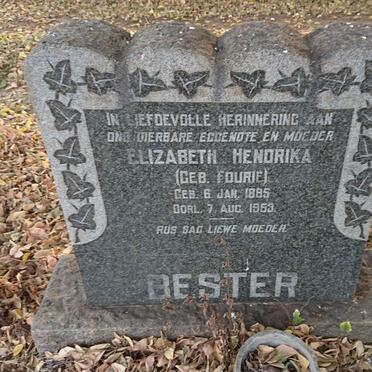 IN LIEFDEVOLLE HERINNERING AAN
ONS DIERBARE EGGENOTE EN MOEDER
ELIZABETH HENDRIKA
(GEB. FOURIE)
GEB. 6 JAN. 1885
OORL. 7 AUG. 1953.
RUS SAG LIEWE MOEDER.
BESTER